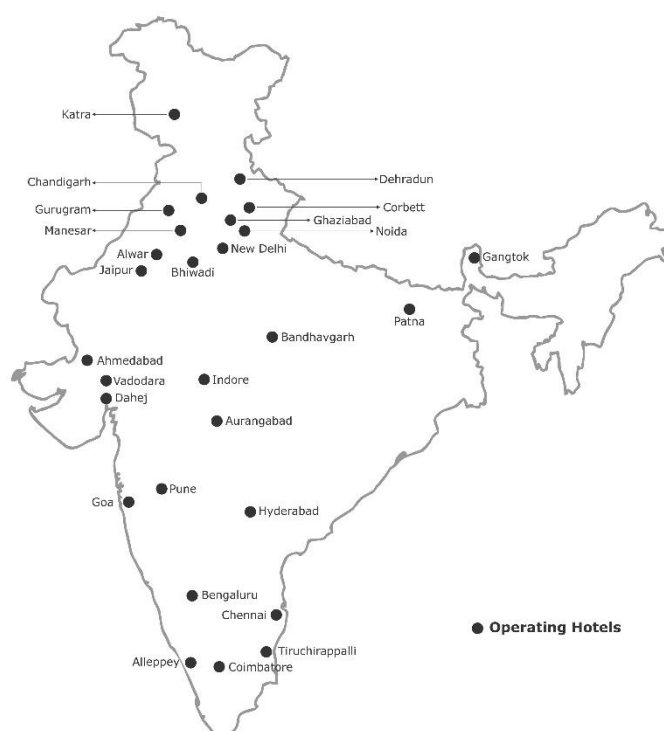 Katra
Dehradun
Chandigarh
Corbett
Gurugram
Ghaziabad
Manesar
Noida
New Delhi
Alwar
Gangtok
Bhiwadi
Jaipur
Patna
Bandhavgarh
Ahmedabad
Vadodara
Indore
Dahej
Aurangabad
Pune
Goa
Hyderabad
Bengaluru
Chennai
Operating Hotels
Tiruchirappalli
Alleppey
Coimbatore